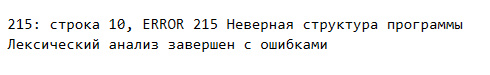 215: строка 10, ERROR 215 Неверная структура программы
Лексический анализ завершен с ошибками